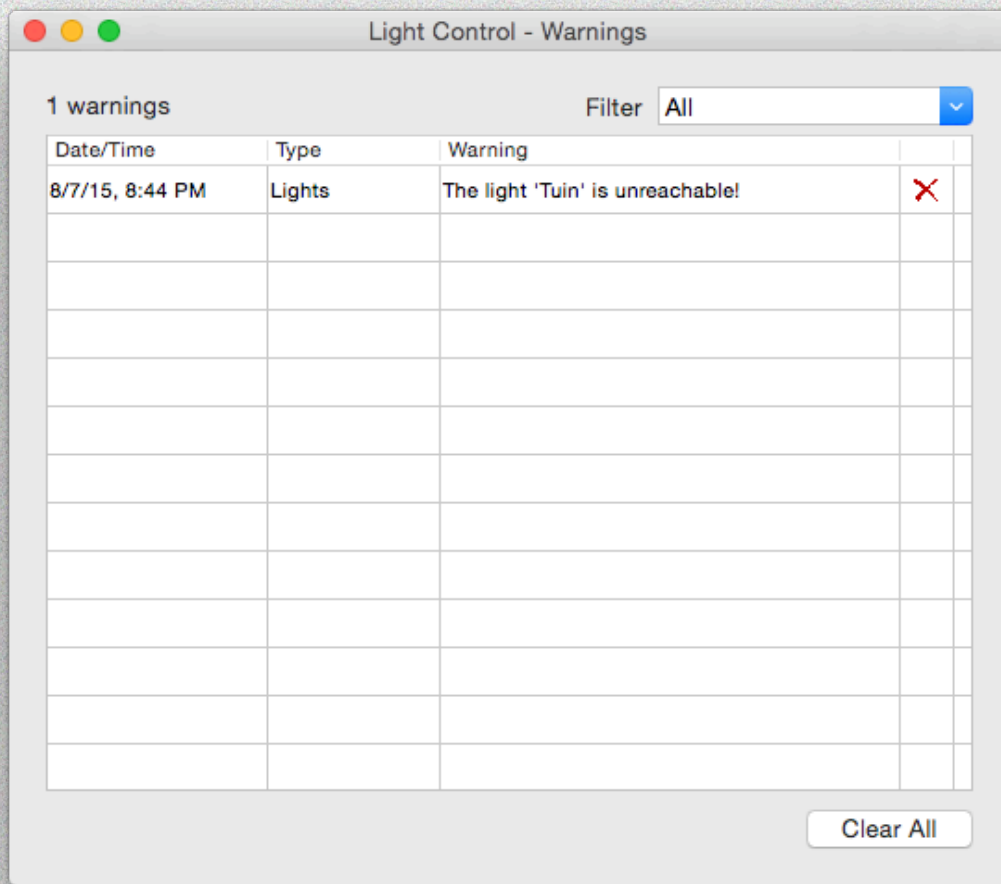 Light Control - Warnings
1 warnings Filter All
Date/Time Type Warning
8/7/15, 8:44 PM Lights The light 'Tuin' is unreachable!
Clear All